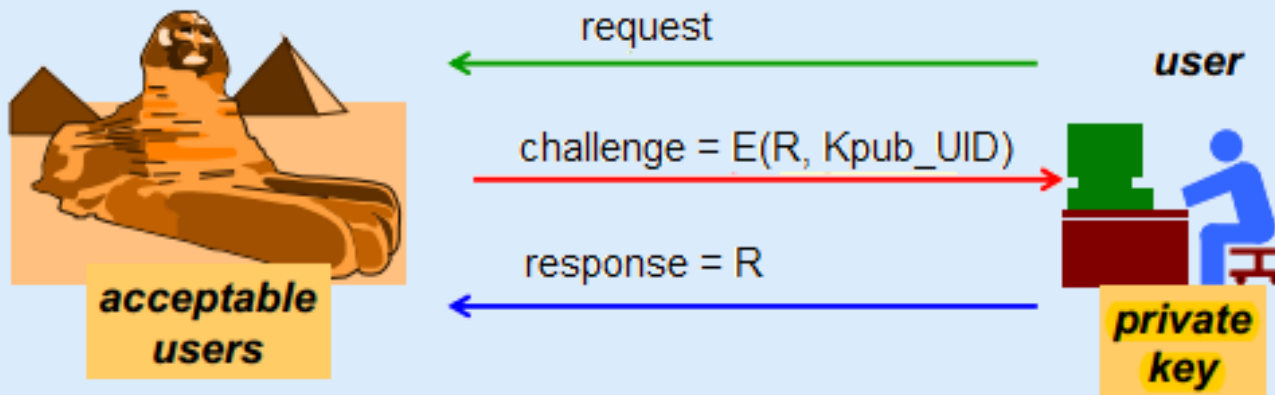 request
user
challenge = E(R, Kpub_UID)
response = R
acceptable
users
private
key